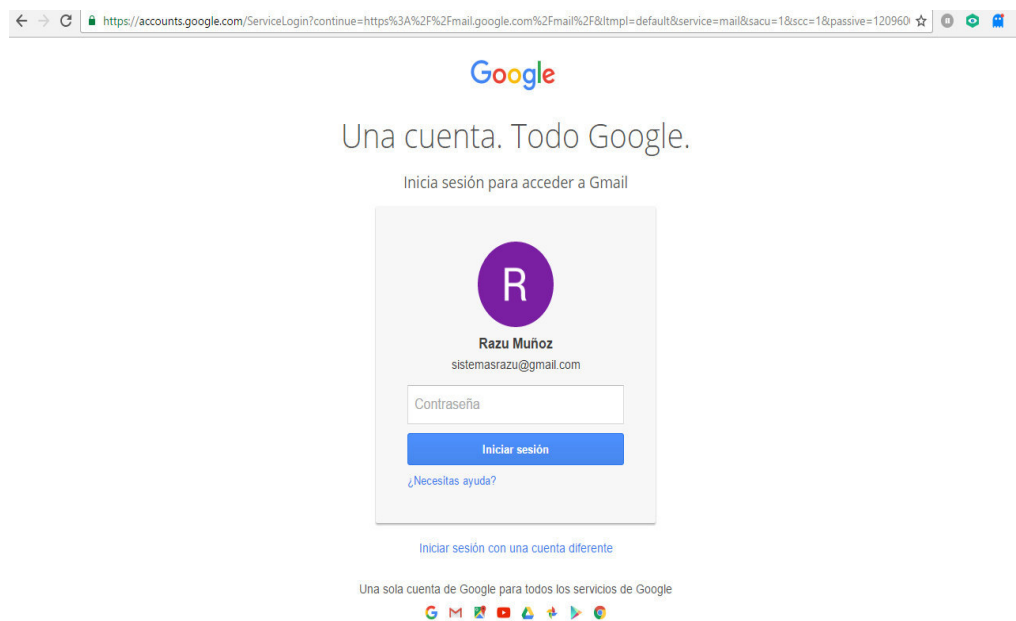 https://accounts.google.com/ServiceLogin?continue=https%3A%2F%2Fmail.google.com%2Fmail%2F&ltmpl=default&service=mail&sacu=1&scc=1&passive=120960
Google
Una cuenta. Todo Google.
Inicia sesión para acceder a Gmail
R
Razu Muñoz
sistemasrazu@gmail.com
Contraseña
Iniciar sesión
¿Necesitas ayuda?
Iniciar sesión con una cuenta diferente
Una sola cuenta de Google para todos los servicios de Google